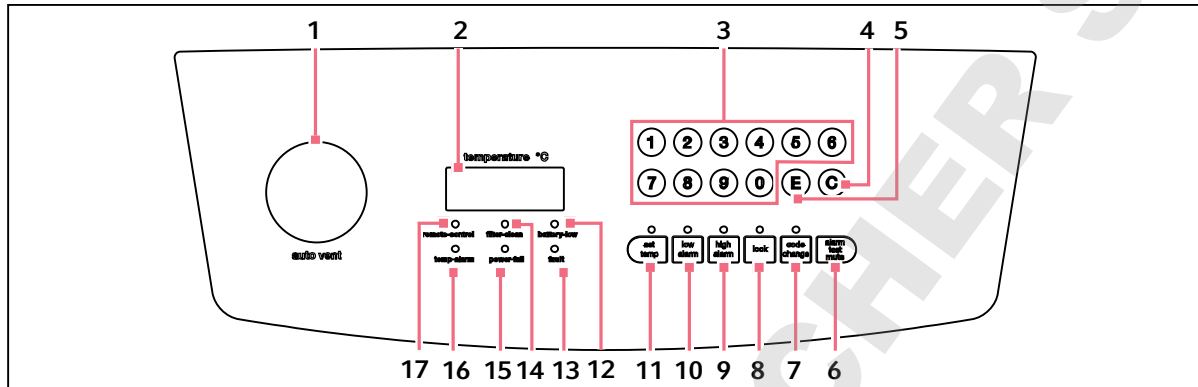 1 2 3 4 5
temperature °C
1 2 3 4 5 6
7 8 9 0 E C
remote-control filter-clean battery-low
temp-alarm power-fail fault
auto vent
set temp
low alarm
high alarm
lock
code change
alarm test mute
17 16 15 14 13 12 11 10 9 8 7 6
CHER S